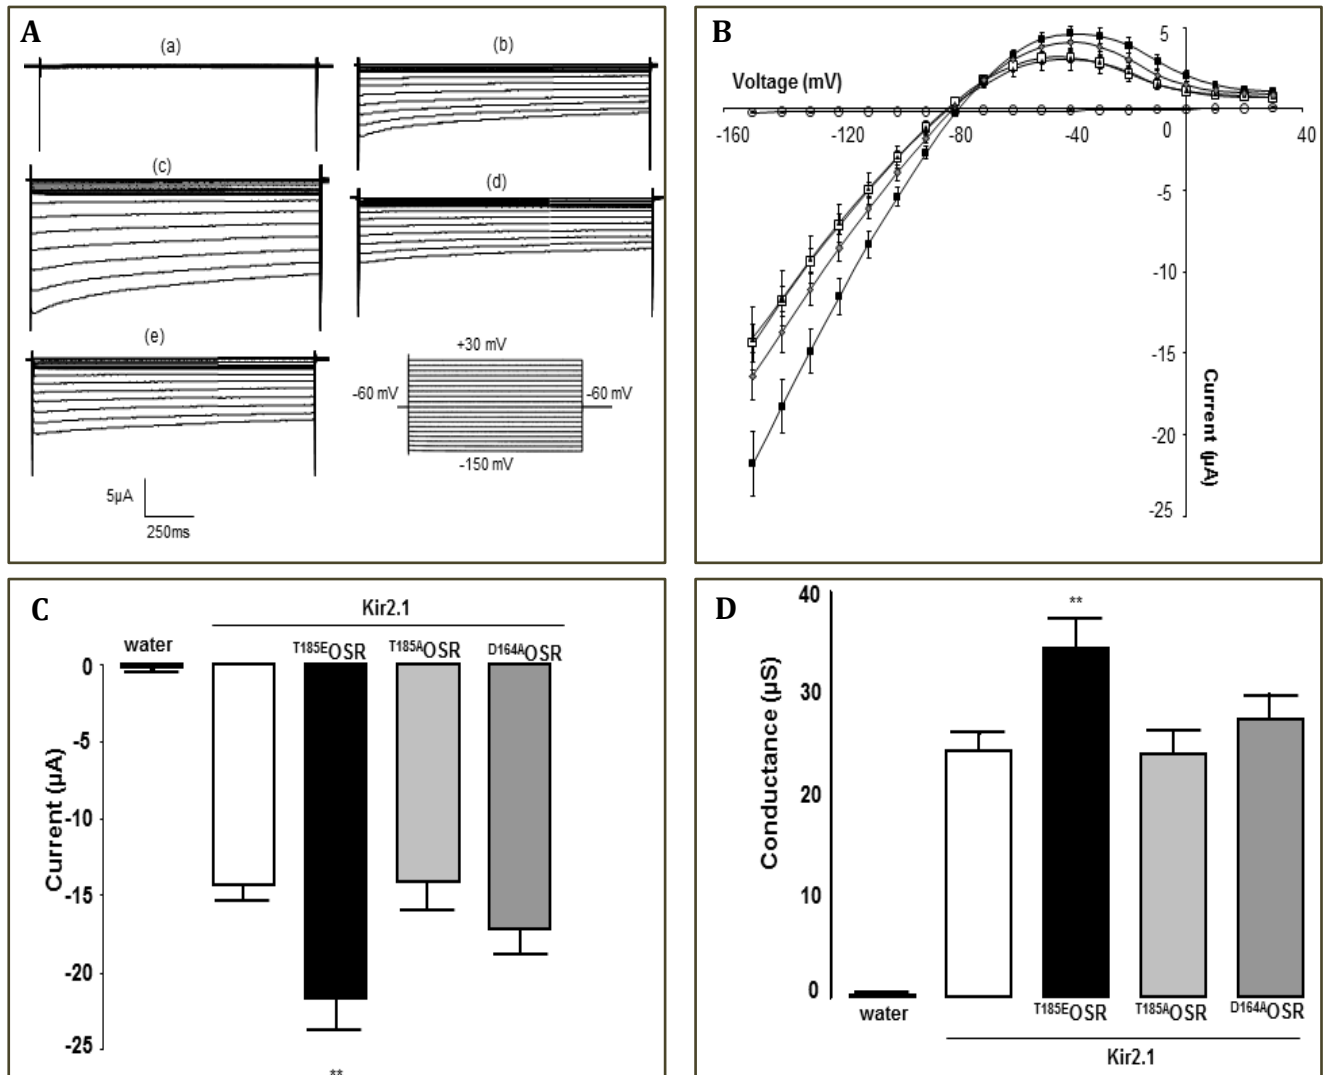 A
(a)
(b)
(c)
(d)
(e)
+30 mV
-60 mV
-60 mV
-150 mV
5µA
250ms
B
5
Voltage (mV)
-160
-120
-80
-40
0
40
-5
-10
-15
-20
-25
Current (µA)
C
Kir2.1
water
T185EOSR
T185AOSR
D164AOSR
0
-5
-10
-15
-20
-25
Current (µA)
**
D
40
30
20
10
0
Conductance (µS)
**
water
T185EOSR
T185AOSR
D164AOSR
Kir2.1